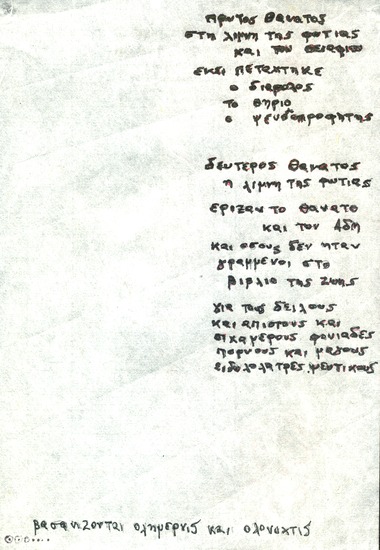 πρωτος θανατος
στη λιμνη της φωτιας
και του θειαφιου
εκει πεταχτηκε
ο διαβολος
το θηριο
ο ψευδοπροφητης
δευτερος θανατος
η λιμνη της φωτιας
εριξαν το θανατο
και τον Αδη
και οσους δεν ηταν
γραμμενοι στο
βιβλιο της ζωης
για τους δειλους
και απιστους και
σιχαμερους φονιαδες
πορνους και μαγους
ειδωλολατρες ψευτικους
βασανιζονται ολημερνις και ολονυχτις